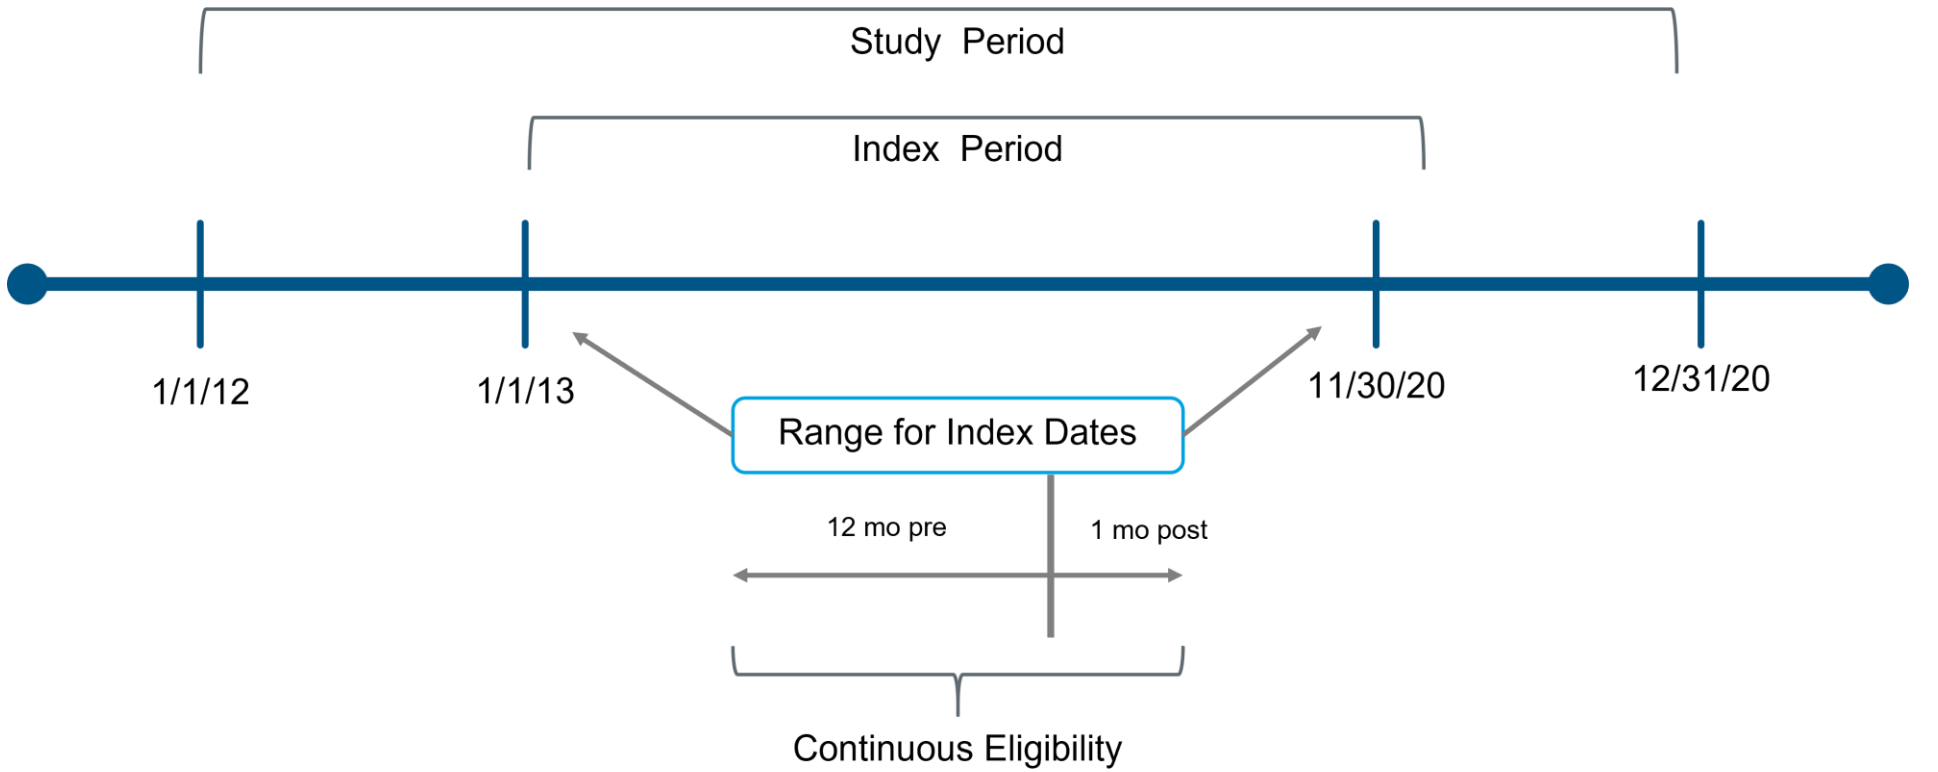 Study Period
Index Period
1/1/12
1/1/13
11/30/20
12/31/20
Range for Index Dates
12 mo pre
1 mo post
Continuous Eligibility